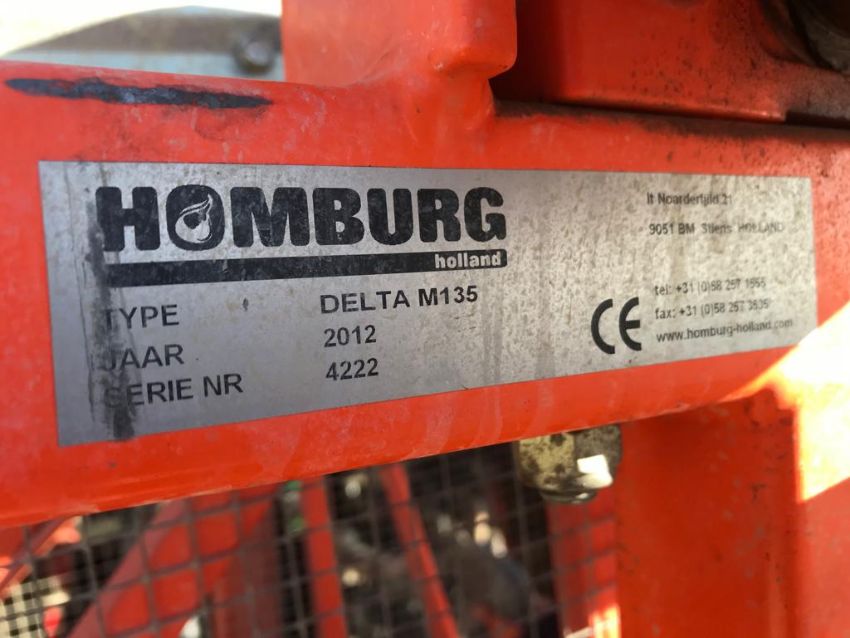 HOMBURG
holland
TYPE DELTA M135
JAAR 2012
SERIE NR 4222
It Noarderfjild 21
9051 BM Stiens HOLLAND
tel: +31 (0)58 257 1555
fax: +31 (0)58 257 3535
www.homburg-holland.com
CE